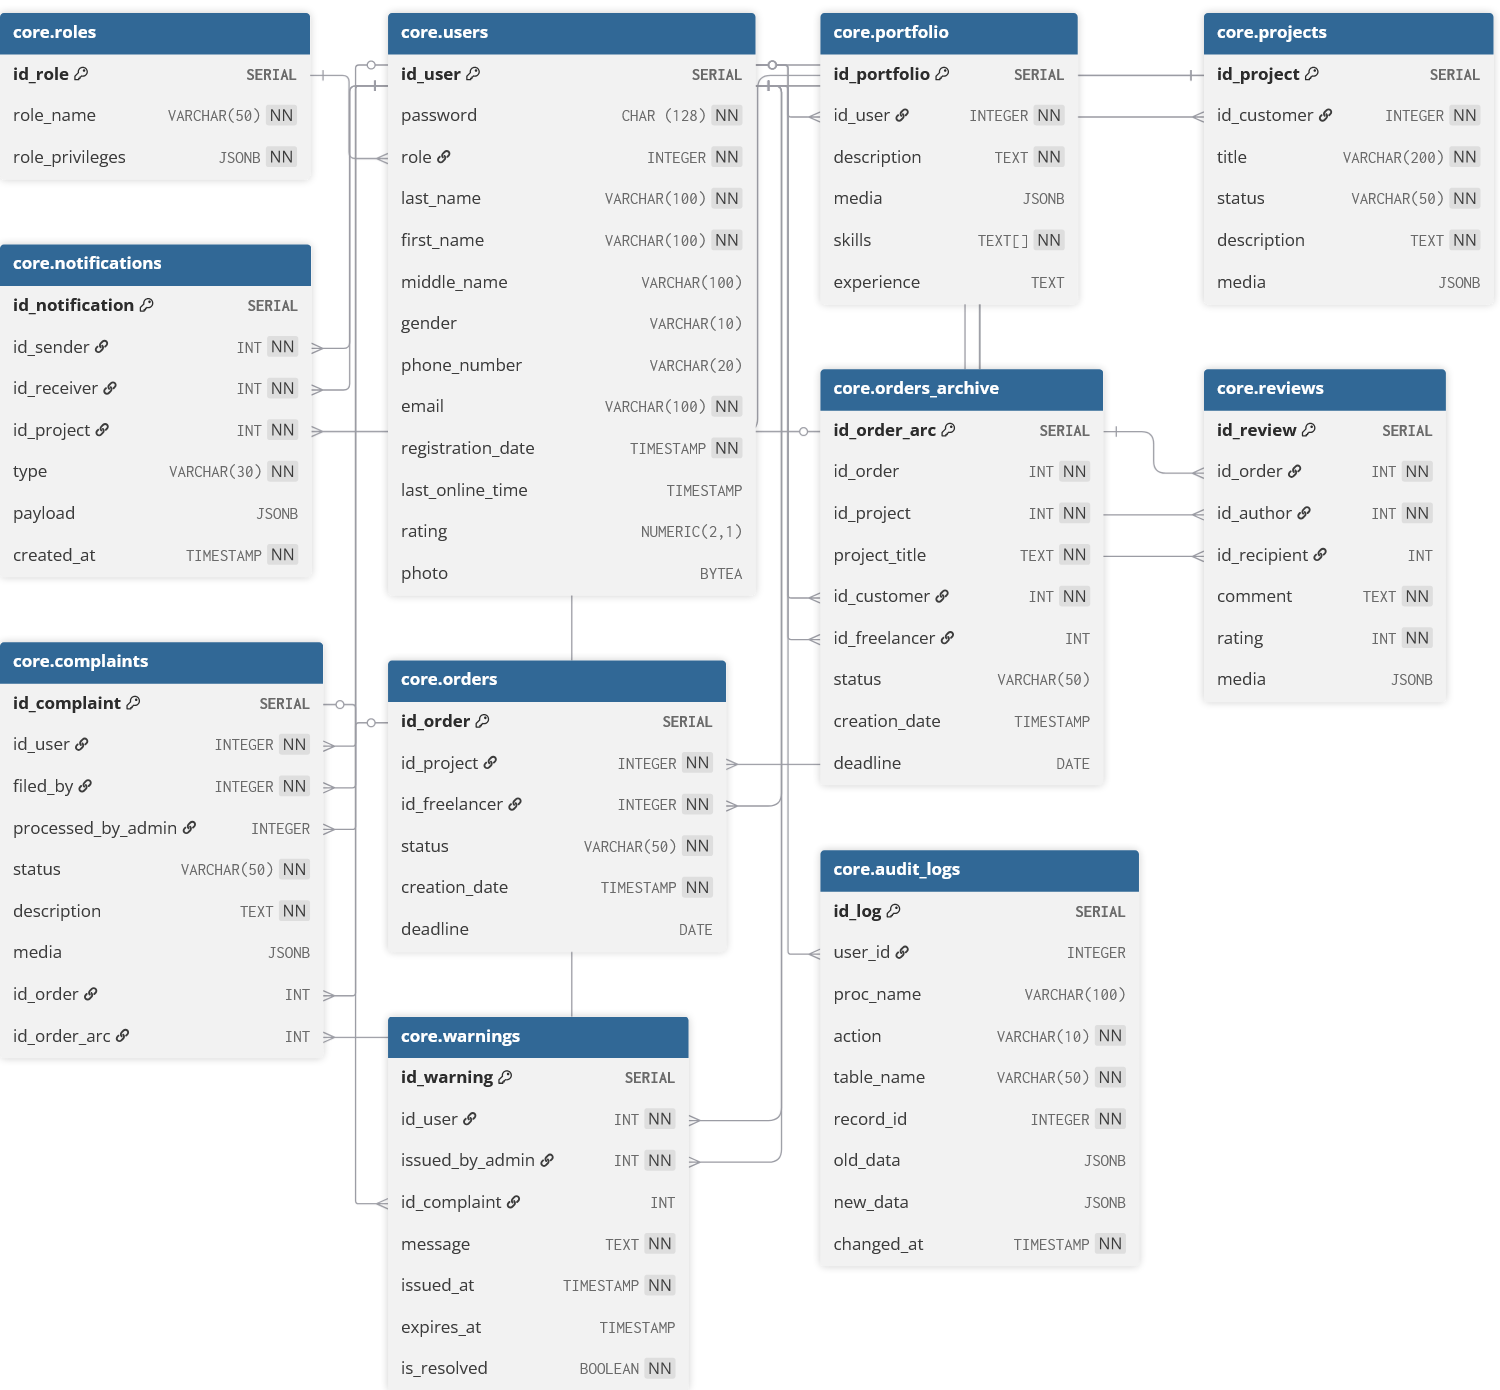 core.roles
id_role SERIAL
role_name VARCHAR(50) NN
role_privileges JSONB NN
core.notifications
id_notification SERIAL
id_sender INT NN
id_receiver INT NN
id_project INT NN
type VARCHAR(30) NN
payload JSONB
created_at TIMESTAMP NN
core.complaints
id_complaint SERIAL
id_user INTEGER NN
filed_by INTEGER NN
processed_by_admin INTEGER
status VARCHAR(50) NN
description TEXT NN
media JSONB
id_order INT
id_order_arc INT
core.users
id_user SERIAL
password CHAR (128) NN
role INTEGER NN
last_name VARCHAR(100) NN
first_name VARCHAR(100) NN
middle_name VARCHAR(100)
gender VARCHAR(10)
phone_number VARCHAR(20)
email VARCHAR(100) NN
registration_date TIMESTAMP NN
last_online_time TIMESTAMP
rating NUMERIC(2,1)
photo BYTEA
core.orders
id_order SERIAL
id_project INTEGER NN
id_freelancer INTEGER NN
status VARCHAR(50) NN
creation_date TIMESTAMP NN
deadline DATE
core.warnings
id_warning SERIAL
id_user INT NN
issued_by_admin INT NN
id_complaint INT
message TEXT NN
issued_at TIMESTAMP NN
expires_at TIMESTAMP
is_resolved BOOLEAN NN
core.portfolio
id_portfolio SERIAL
id_user INTEGER NN
description TEXT NN
media JSONB
skills TEXT[] NN
experience TEXT
core.orders_archive
id_order_arc SERIAL
id_order INT NN
id_project INT NN
project_title TEXT NN
id_customer INT NN
id_freelancer INT
status VARCHAR(50)
creation_date TIMESTAMP
deadline DATE
core.audit_logs
id_log SERIAL
user_id INTEGER
proc_name VARCHAR(100)
action VARCHAR(10) NN
table_name VARCHAR(50) NN
record_id INTEGER NN
old_data JSONB
new_data JSONB
changed_at TIMESTAMP NN
core.projects
id_project SERIAL
id_customer INTEGER NN
title VARCHAR(200) NN
status VARCHAR(50) NN
description TEXT NN
media JSONB
core.reviews
id_review SERIAL
id_order INT NN
id_author INT NN
id_recipient INT
comment TEXT NN
rating INT NN
media JSONB